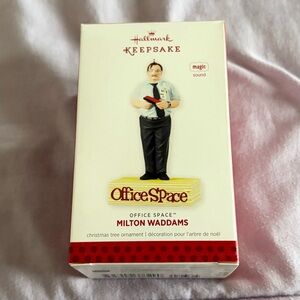 Hallmark
KEEPSAKE
magic
sound
Office Space
OFFICE SPACE™
MILTON WADDAMS
christmas tree ornament | décoration pour l'arbre de noël